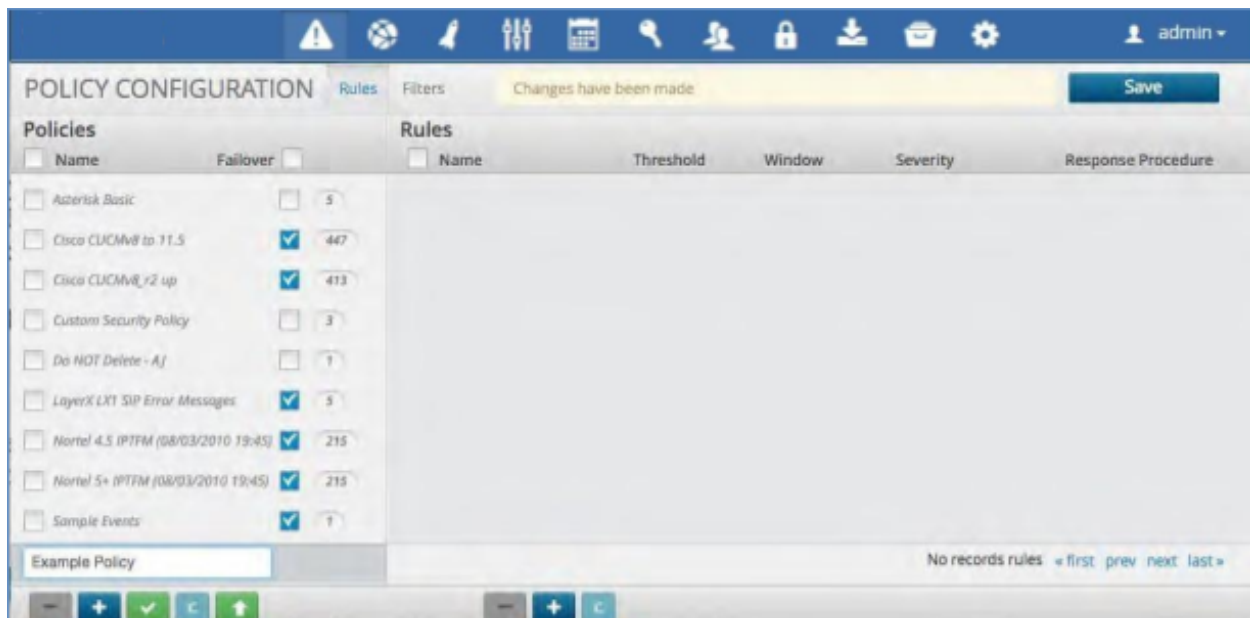 admin
POLICY CONFIGURATION Rules Filters Changes have been made Save
Policies Rules
Name Failover Name Threshold Window Severity Response Procedure
Asterisk Basic 5
Cisco CUCMv8 to 11.5 447
Cisco CUCMv8_r2 up 413
Custom Security Policy 3
Do NOT Delete - AJ 1
LayerX LX1 SIP Error Messages 5
Nortel 4.5 IPTFM (08/03/2010 19:45) 215
Nortel 5+ IPTFM (08/03/2010 19:45) 215
Sample Events 1
Example Policy No records rules « first prev next last »
C C